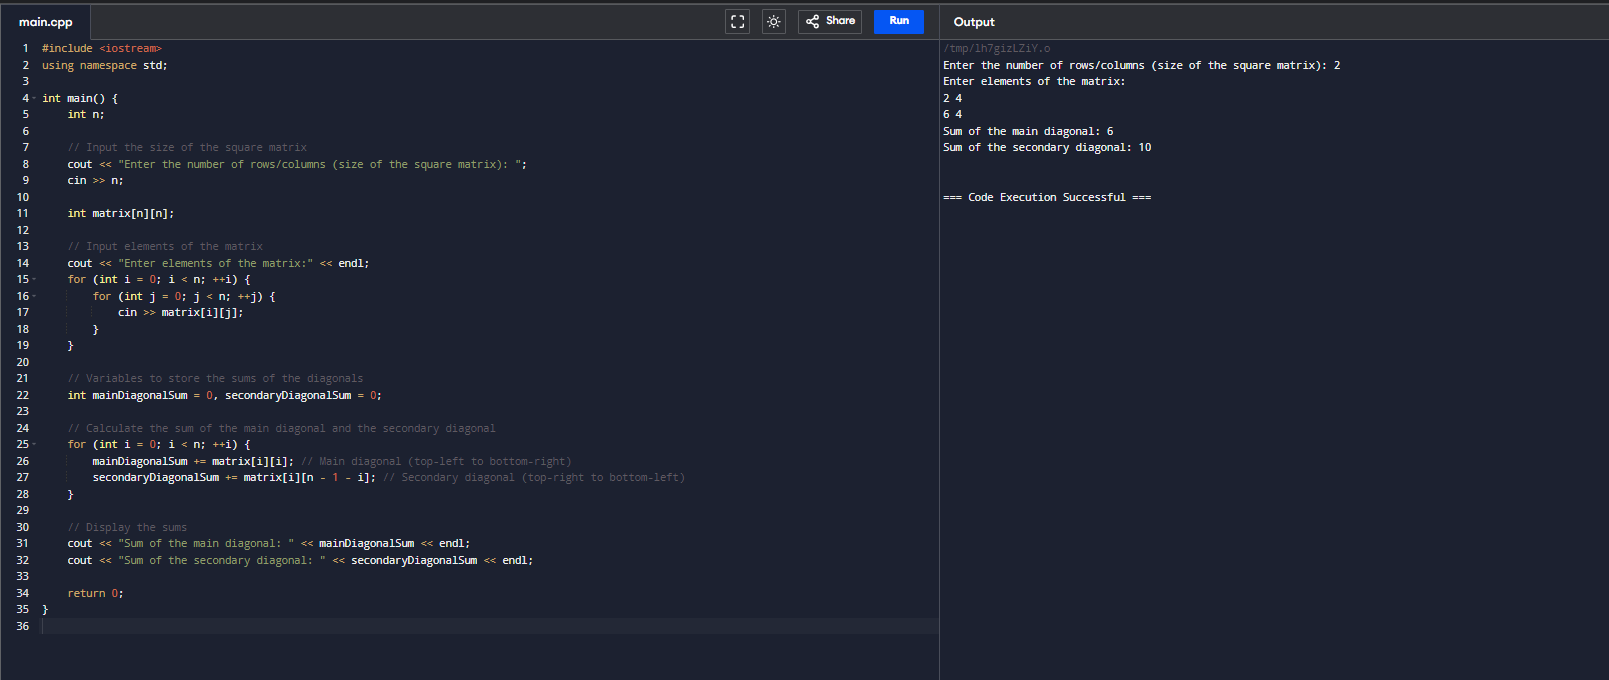 main.cpp
Share
Run
Output
1 #include <iostream>
2 using namespace std;
3
4 int main() {
5 int n;
6
7 // Input the size of the square matrix
8 cout << "Enter the number of rows/columns (size of the square matrix): ";
9 cin >> n;
10
11 int matrix[n][n];
12
13 // Input elements of the matrix
14 cout << "Enter elements of the matrix:" << endl;
15 for (int i = 0; i < n; ++i) {
16 for (int j = 0; j < n; ++j) {
17 cin >> matrix[i][j];
18 }
19 }
20
21 // Variables to store the sums of the diagonals
22 int mainDiagonalSum = 0, secondaryDiagonalSum = 0;
23
24 // Calculate the sum of the main diagonal and the secondary diagonal
25 for (int i = 0; i < n; ++i) {
26 mainDiagonalSum += matrix[i][i]; // Main diagonal (top-left to bottom-right)
27 secondaryDiagonalSum += matrix[i][n - 1 - i]; // Secondary diagonal (top-right to bottom-left)
28 }
29
30 // Display the sums
31 cout << "Sum of the main diagonal: " << mainDiagonalSum << endl;
32 cout << "Sum of the secondary diagonal: " << secondaryDiagonalSum << endl;
33
34 return 0;
35 }
36
/tmp/lh7gizLZiY.o
Enter the number of rows/columns (size of the square matrix): 2
Enter elements of the matrix:
2 4
6 4
Sum of the main diagonal: 6
Sum of the secondary diagonal: 10
=== Code Execution Successful ===